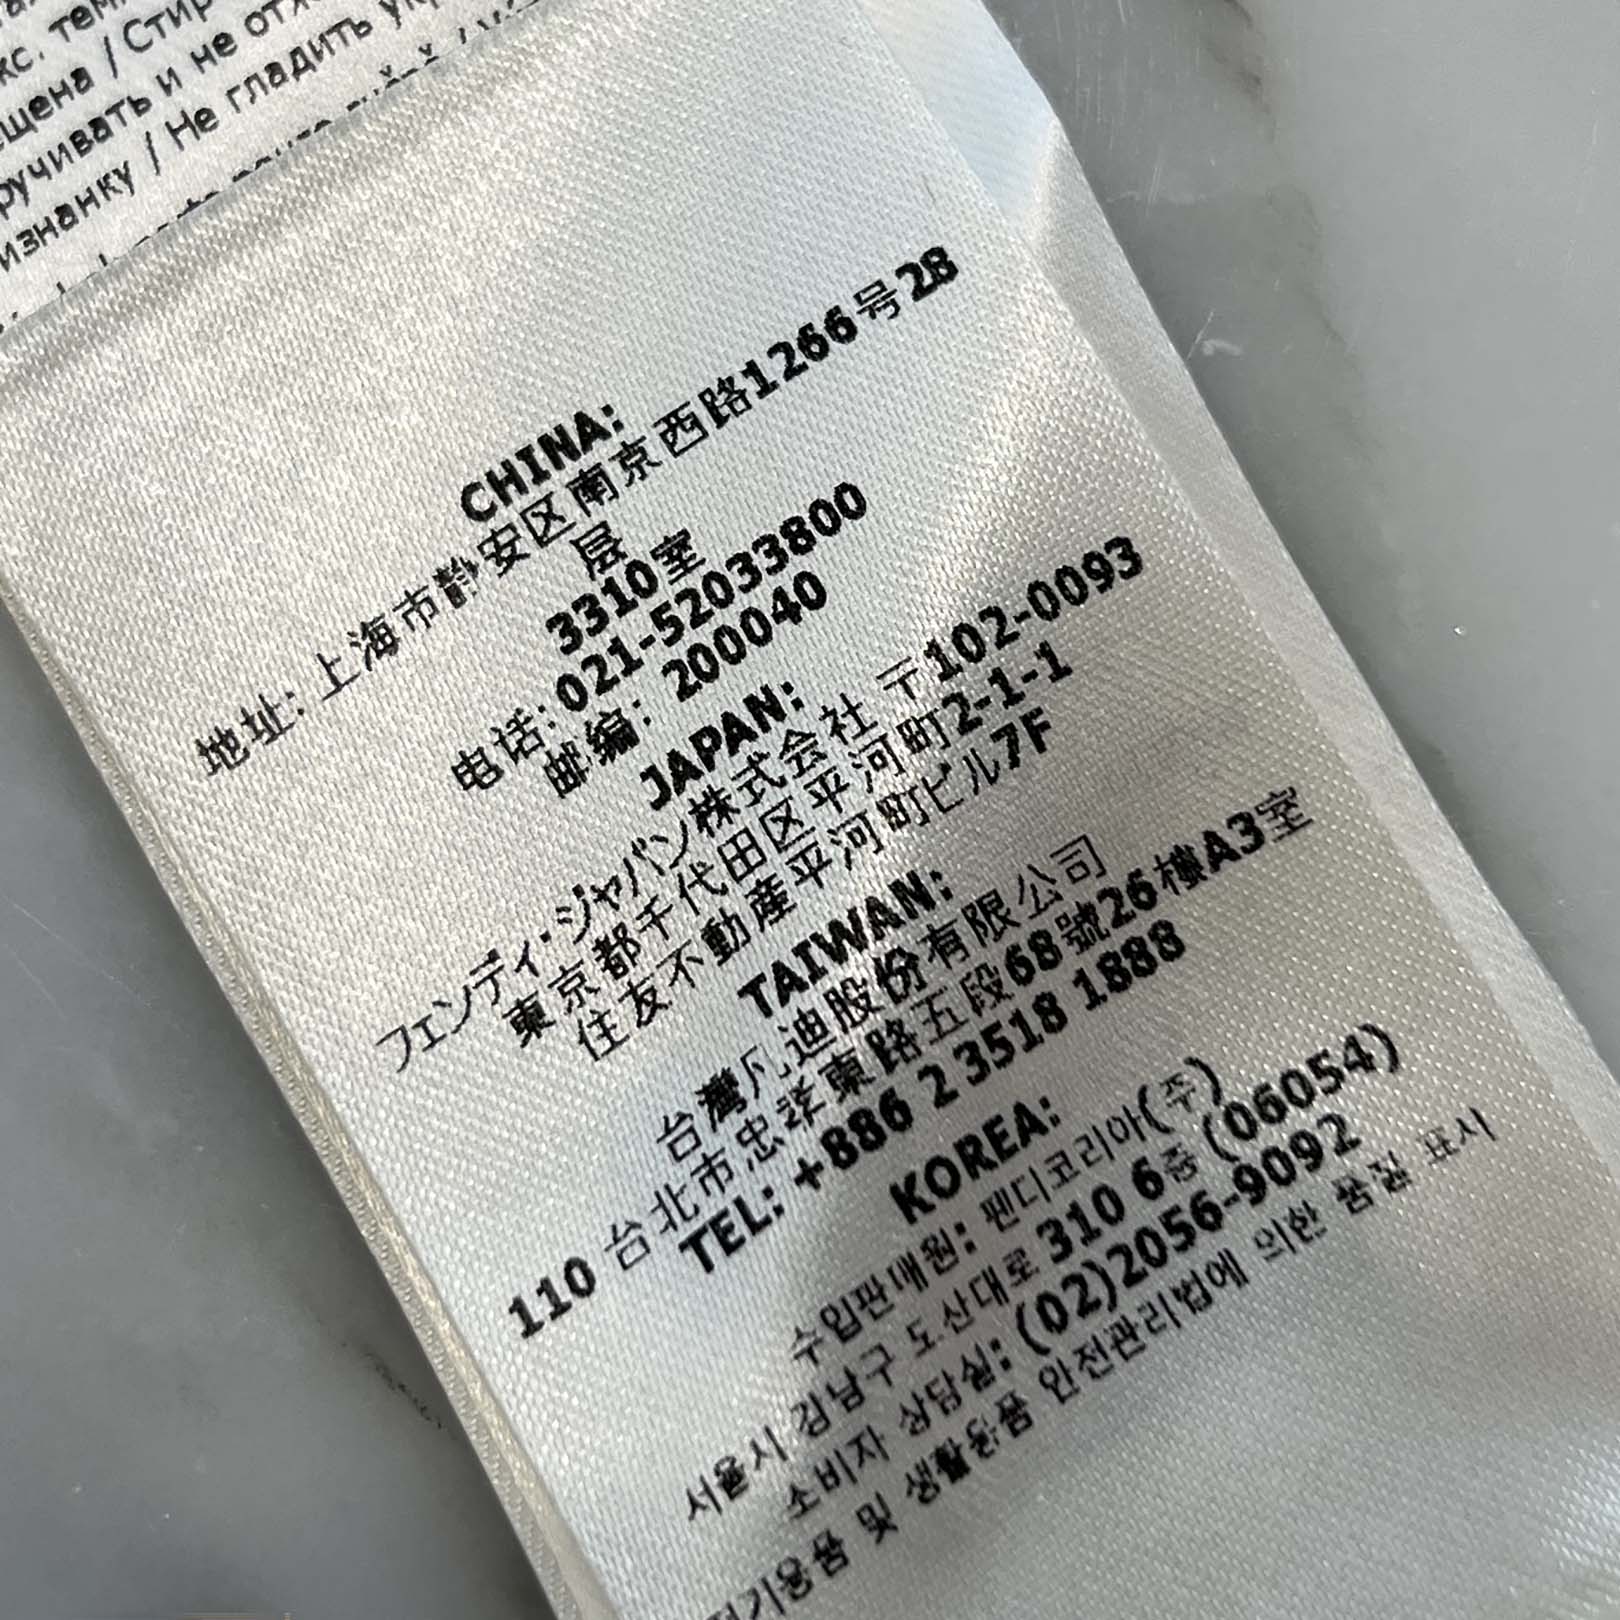 кс. тем
ещена / Стир
ручивать и не отж
изнанку / Не гладить ук
CHINA:
地址: 上海市静安区南京西路1266号28
层
3310室
电话: 021-52033800
邮编: 200040
JAPAN:
フェンディ・ジャパン株式会社 〒102-0093
東京都千代田区平河町2-1-1
住友不動産平河町ビル7F
TAIWAN:
台灣凡迪股份有限公司
110 台北市忠孝東路五段68號26樓A3室
TEL: +886 2 3518 1888
KOREA:
수입판매원: 펜디코리아(주)
서울시 강남구 도산대로 310 6층 (06054)
소비자 상담실: (02)2056-9092
전기용품 및 생활용품 안전관리법에 의한 품질 표시